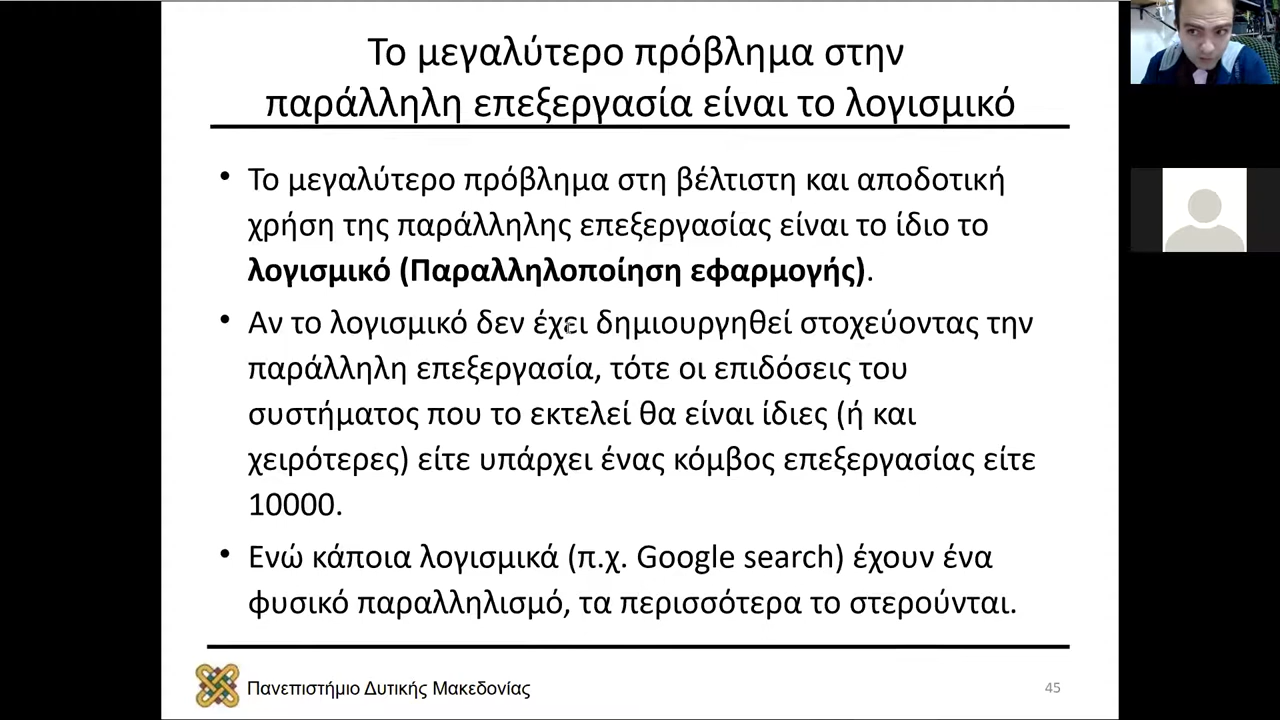 Το μεγαλύτερο πρόβλημα στην
παράλληλη επεξεργασία είναι το λογισμικό
• Το μεγαλύτερο πρόβλημα στη βέλτιστη και αποδοτική
χρήση της παράλληλης επεξεργασίας είναι το ίδιο το
λογισμικό (Παραλληλοποίηση εφαρμογής).
• Αν το λογισμικό δεν έχει δημιουργηθεί στοχεύοντας την
παράλληλη επεξεργασία, τότε οι επιδόσεις του
συστήματος που το εκτελεί θα είναι ίδιες (ή και
χειρότερες) είτε υπάρχει ένας κόμβος επεξεργασίας είτε
10000.
• Ενώ κάποια λογισμικά (π.χ. Google search) έχουν ένα
φυσικό παραλληλισμό, τα περισσότερα το στερούνται.
Πανεπιστήμιο Δυτικής Μακεδονίας
45